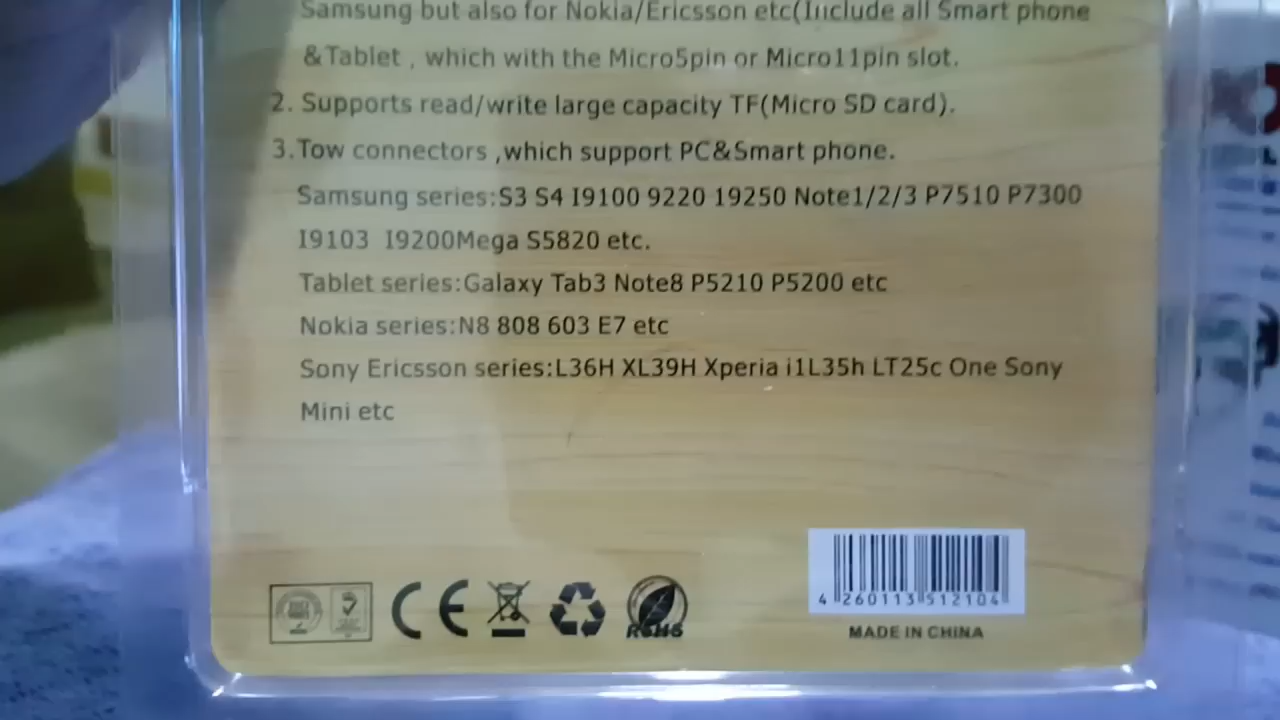 Samsung but also for Nokia/Ericsson etc(Include all Smart phone
&Tablet , which with the Micro5pin or Micro11pin slot.
2. Supports read/write large capacity TF(Micro SD card).
3.Tow connectors ,which support PC&Smart phone.
Samsung series:S3 S4 I9100 9220 19250 Note1/2/3 P7510 P7300
I9103 I9200Mega S5820 etc.
Tablet series:Galaxy Tab3 Note8 P5210 P5200 etc
Nokia series:N8 808 603 E7 etc
Sony Ericsson series:L36H XL39H Xperia i1L35h LT25c One Sony
Mini etc
CE
RoHS
4 260113 512104
MADE IN CHINA